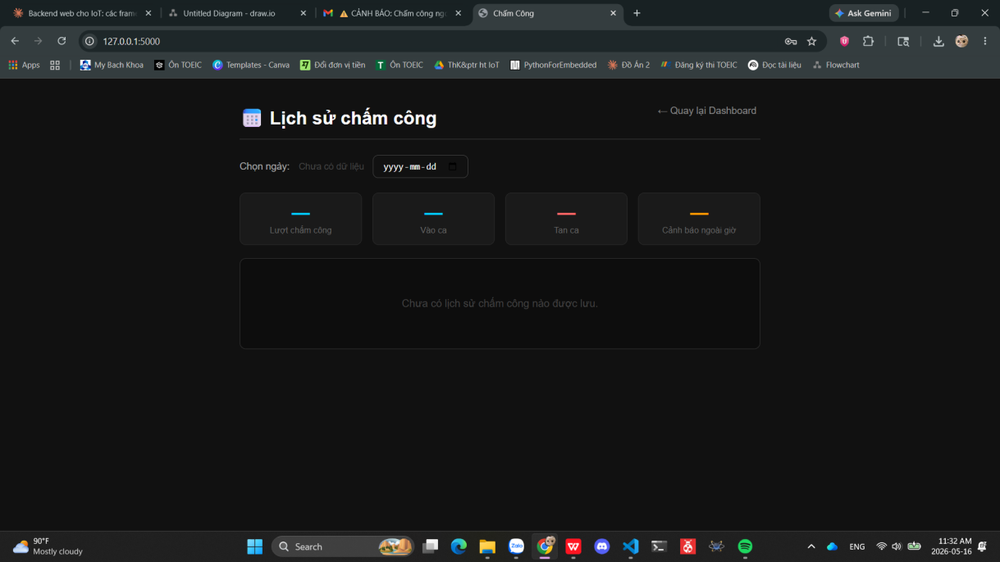 Backend web cho IoT: các fram
Untitled Diagram - draw.io
CẢNH BÁO: Chấm công ng
Chấm Công
Ask Gemini
127.0.0.1:5000
Apps
My Bach Khoa
Ôn TOEIC
Templates - Canva
Đổi đơn vị tiền
Ôn TOEIC
ThK&ptr ht IoT
PythonForEmbedded
Đồ Án 2
Đăng ký thi TOEIC
Đọc tài liệu
Flowchart
Lịch sử chấm công
← Quay lại Dashboard
Chọn ngày: Chưa có dữ liệu yyyy-mm-dd
Lượt chấm công
Vào ca
Tan ca
Cảnh báo ngoài giờ
Chưa có lịch sử chấm công nào được lưu.
90°F
Mostly cloudy
Search
Zalo
ENG
11:32 AM
2026-05-16